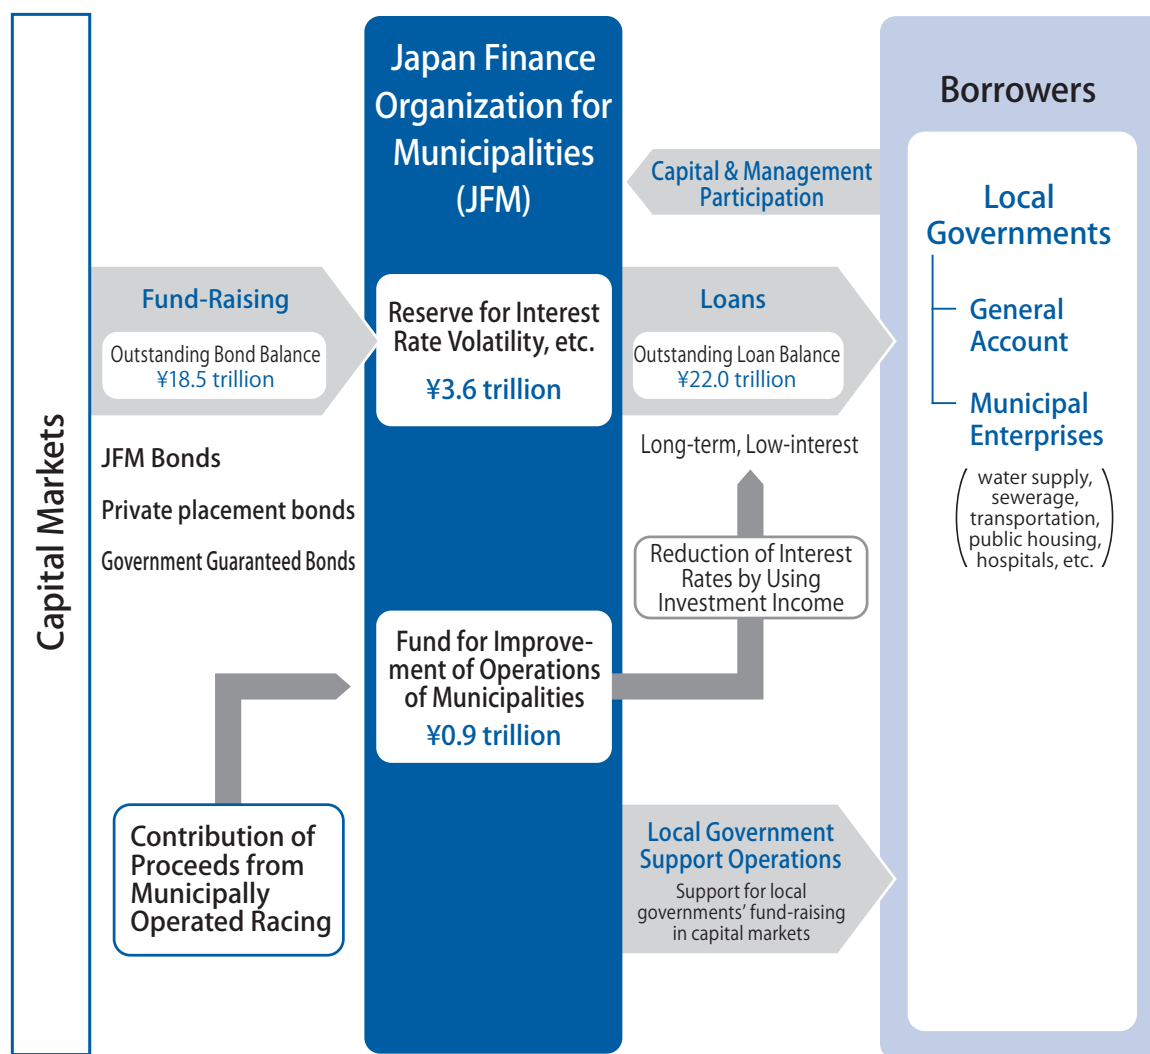 Capital Markets
Fund-Raising
Outstanding Bond Balance
¥18.5 trillion
JFM Bonds
Private placement bonds
Government Guaranteed Bonds
Contribution of
Proceeds from
Municipally
Operated Racing
Japan Finance
Organization for
Municipalities
(JFM)
Reserve for Interest
Rate Volatility, etc.
¥3.6 trillion
Fund for Improve-
ment of Operations
of Municipalities
¥0.9 trillion
Capital & Management
Participation
Loans
Outstanding Loan Balance
¥22.0 trillion
Long-term, Low-interest
Reduction of Interest
Rates by Using
Investment Income
Local Government
Support Operations
Support for local
governments’ fund-raising
in capital markets
Borrowers
Local
Governments
General
Account
Municipal
Enterprises
(water supply,
sewerage,
transportation,
public housing,
hospitals, etc.)